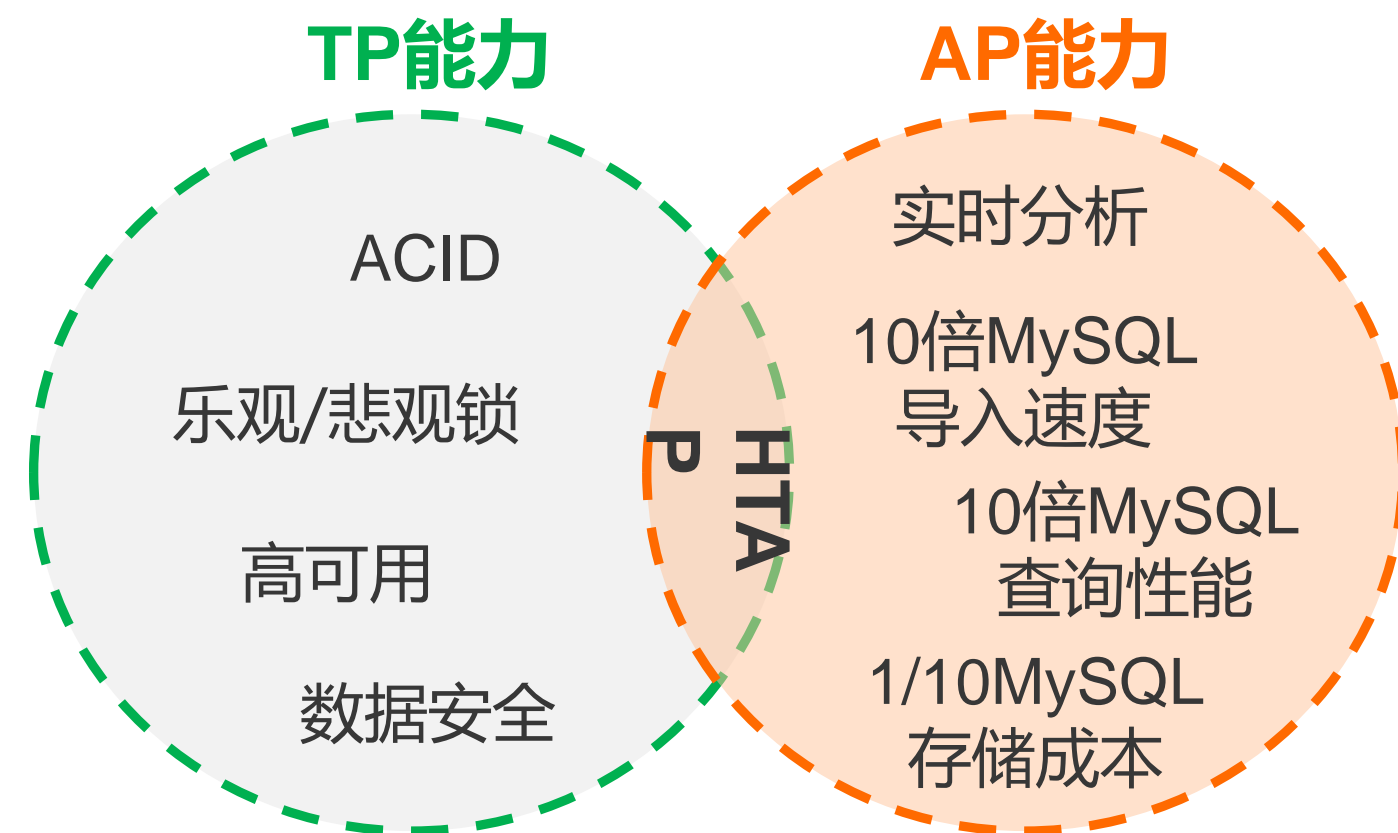 TP能力
AP能力
ACID
乐观/悲观锁
高可用
数据安全
HTA
P
实时分析
10倍MySQL
导入速度
10倍MySQL
查询性能
1/10MySQL
存储成本